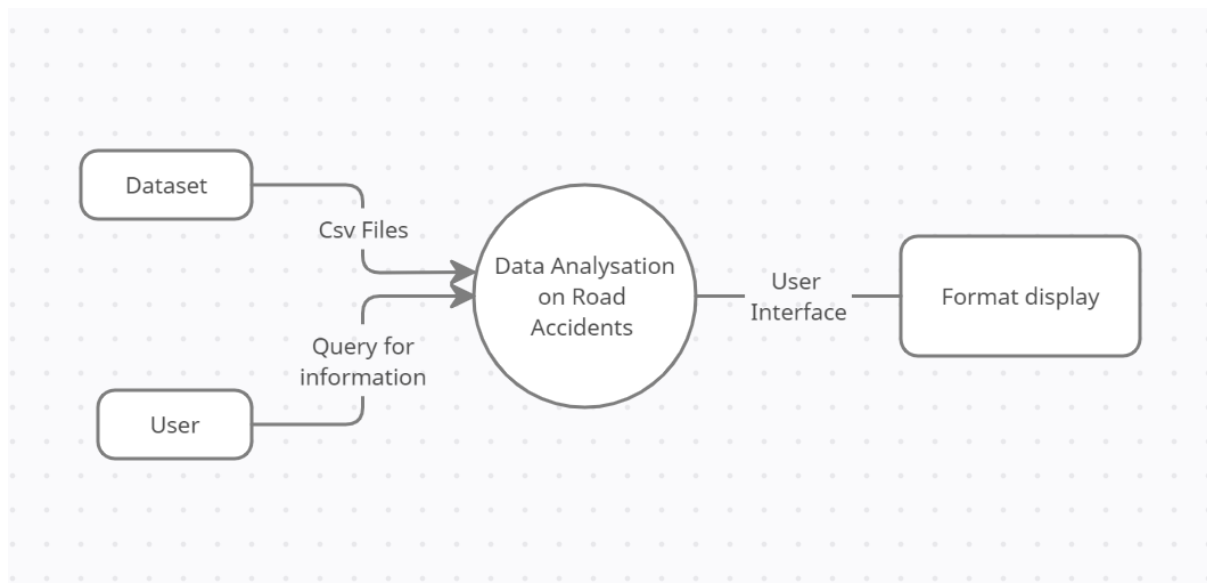 Dataset
Csv Files
Query for
information
User
Data Analysation
on Road
Accidents
User
Interface
Format display